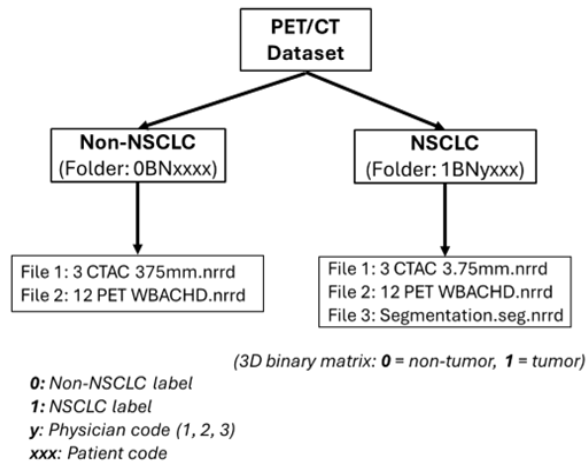 PET/CT
Dataset
Non-NSCLC
(Folder: 0BNxxxx)
NSCLC
(Folder: 1BNyxxx)
File 1: 3 CTAC 375mm.nrrd
File 2: 12 PET WBACHD.nrrd
File 1: 3 CTAC 3.75mm.nrrd
File 2: 12 PET WBACHD.nrrd
File 3: Segmentation.seg.nrrd
(3D binary matrix: 0 = non-tumor, 1 = tumor)
0: Non-NSCLC label
1: NSCLC label
y: Physician code (1, 2, 3)
xxx: Patient code